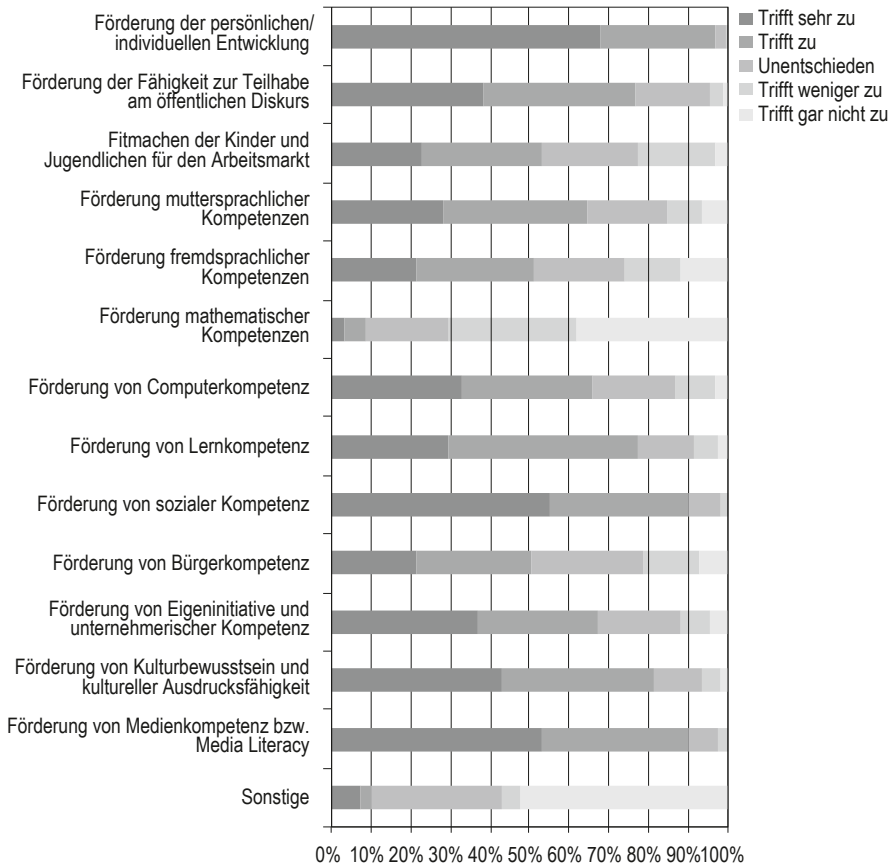 Förderung der persönlichen/
individuellen Entwicklung
Förderung der Fähigkeit zur Teilhabe
am öffentlichen Diskurs
Fitmachen der Kinder und
Jugendlichen für den Arbeitsmarkt
Förderung muttersprachlicher
Kompetenzen
Förderung fremdsprachlicher
Kompetenzen
Förderung mathematischer
Kompetenzen
Förderung von Computerkompetenz
Förderung von Lernkompetenz
Förderung von sozialer Kompetenz
Förderung von Bürgerkompetenz
Förderung von Eigeninitiative und
unternehmerischer Kompetenz
Förderung von Kulturbewusstsein und
kultureller Ausdrucksfähigkeit
Förderung von Medienkompetenz bzw.
Media Literacy
Sonstige
0% 10% 20% 30% 40% 50% 60% 70% 80% 90% 100%
Trifft sehr zu
Trifft zu
Unentschieden
Trifft weniger zu
Trifft gar nicht zu